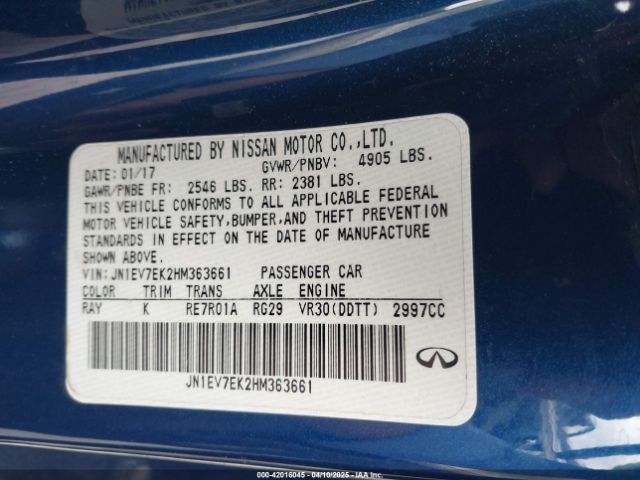 MANUFACTURED BY NISSAN MOTOR CO.,LTD.
DATE: 01/17 GVWR/PNBV: 4905 LBS.
GAWR/PNBE FR: 2546 LBS. RR: 2381 LBS.
THIS VEHICLE CONFORMS TO ALL APPLICABLE FEDERAL
MOTOR VEHICLE SAFETY,BUMPER,AND THEFT PREVENTION
STANDARDS IN EFFECT ON THE DATE OF MANUFACTURE
SHOWN ABOVE.
VIN:JN1EV7EK2HM363661 PASSENGER CAR
COLOR TRIM TRANS AXLE ENGINE
RAY K RE7R01A RG29 VR30(DDTT) 2997CC
JN1EV7EK2HM363661
INFINITI
000-42016045 - 04/10/2025 - IAA